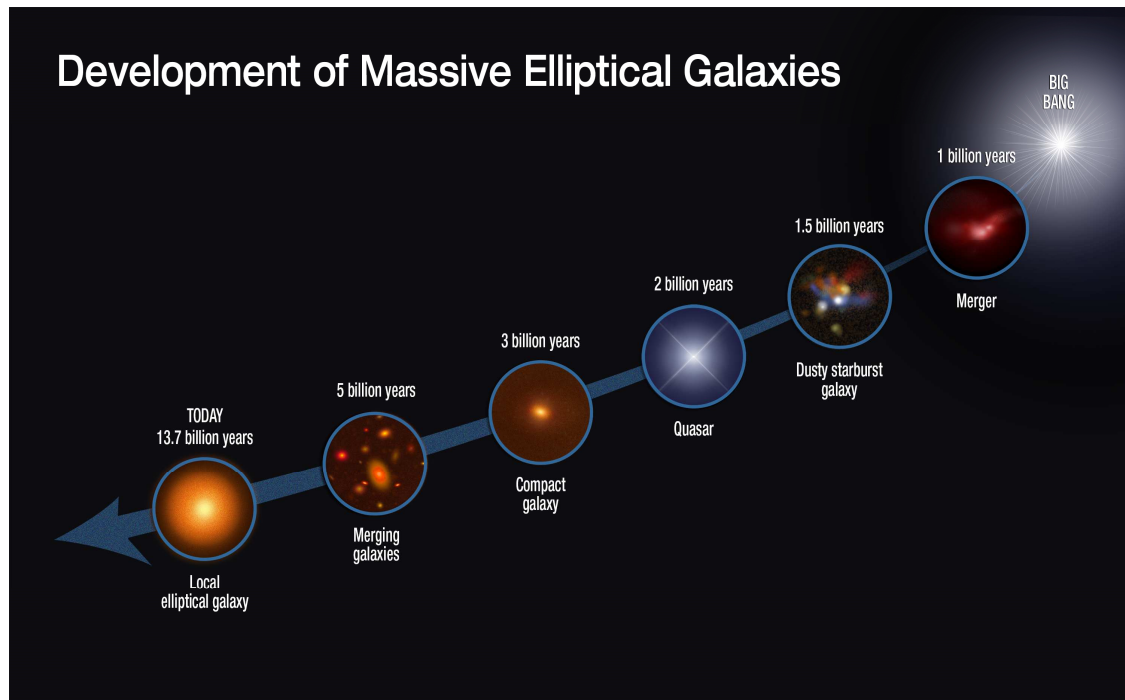 Development of Massive Elliptical Galaxies
BIG
BANG
1 billion years
Merger
1.5 billion years
Dusty starburst
galaxy
2 billion years
Quasar
3 billion years
Compact
galaxy
5 billion years
Merging
galaxies
TODAY
13.7 billion years
Local
elliptical galaxy